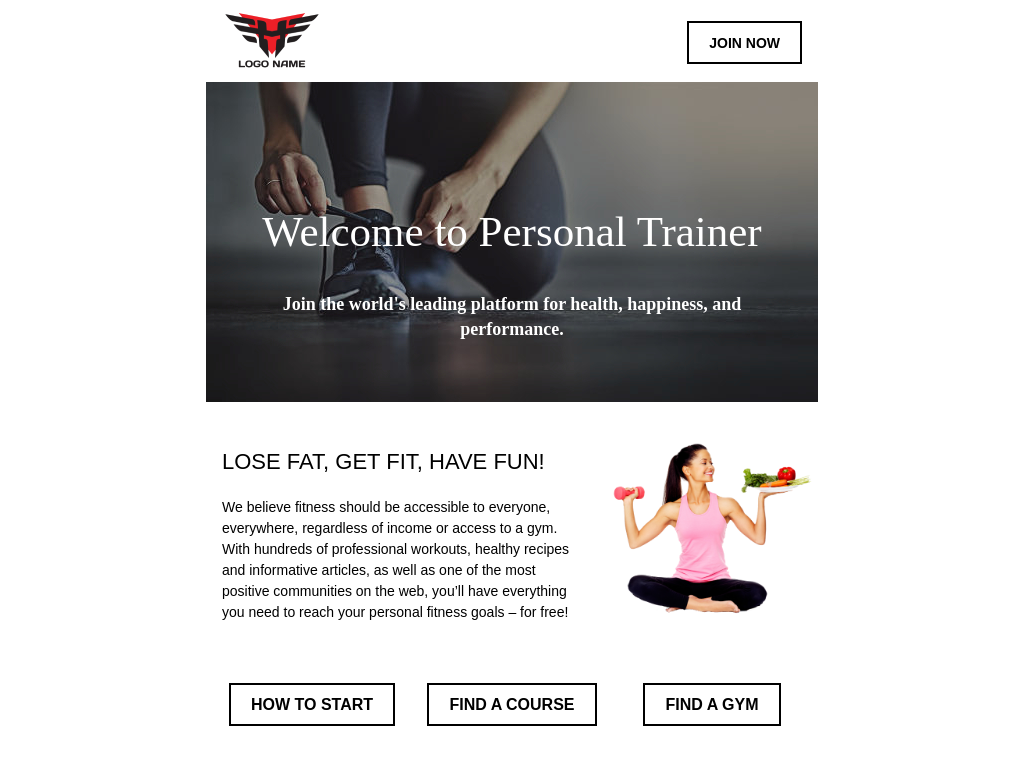 LOGO NAME
JOIN NOW
Welcome to Personal Trainer
Join the world's leading platform for health, happiness, and
performance.
LOSE FAT, GET FIT, HAVE FUN!
We believe fitness should be accessible to everyone,
everywhere, regardless of income or access to a gym.
With hundreds of professional workouts, healthy recipes
and informative articles, as well as one of the most
positive communities on the web, you’ll have everything
you need to reach your personal fitness goals – for free!
HOW TO START
FIND A COURSE
FIND A GYM